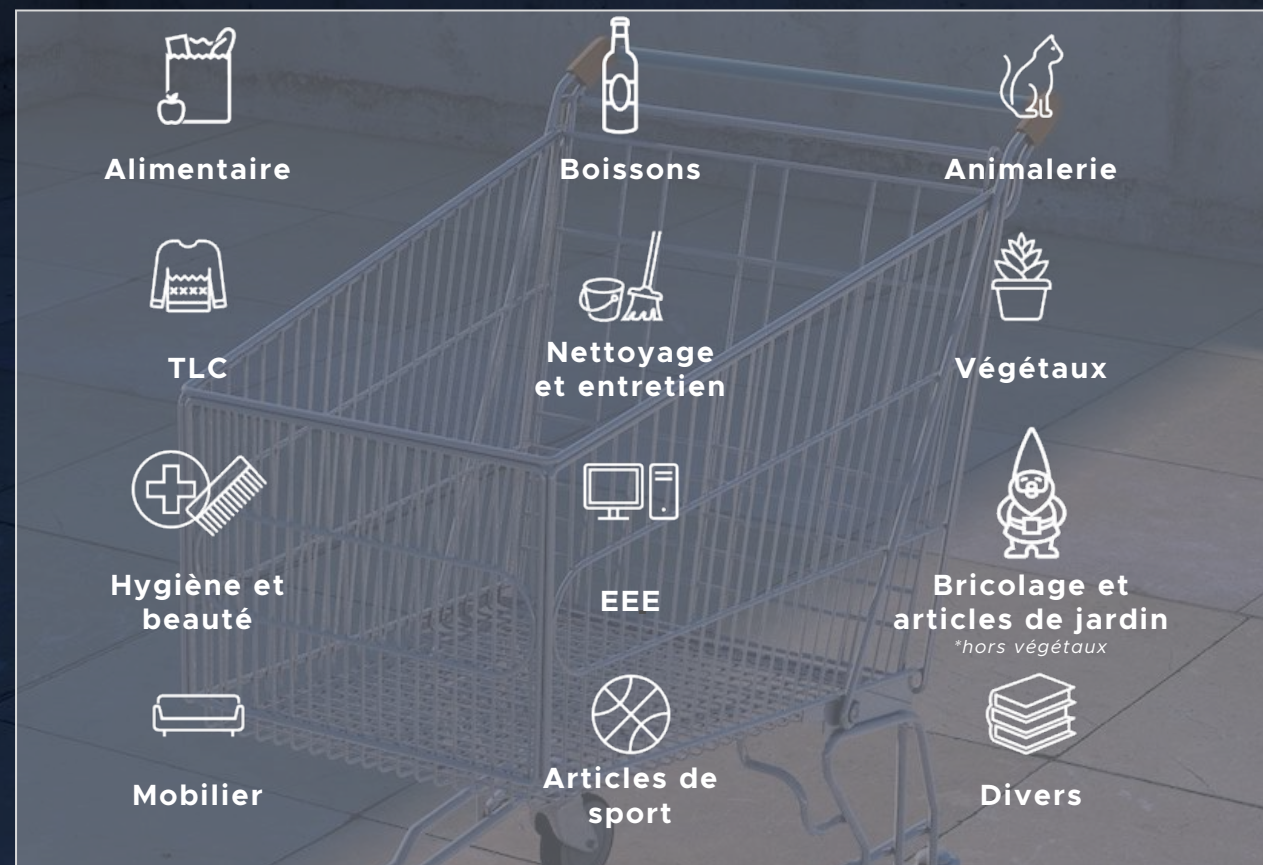 Alimentaire
Boissons
Animalerie
TLC
Nettoyage
et entretien
Végétaux
Hygiène et
beauté
EEE
Bricolage et
articles de jardin
*hors végétaux
Mobilier
Articles de
sport
Divers